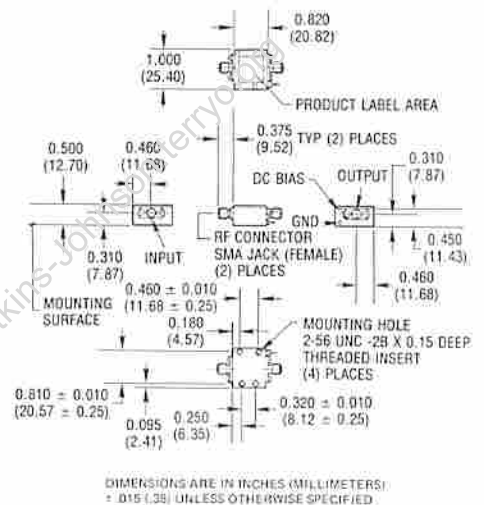 0.820
(20.82)
1.000
(25.40)
PRODUCT LABEL AREA
0.375 TYP (2) PLACES
(9.52)
0.500
(12.70)
0.460
(11.68)
DC BIAS
OUTPUT
0.310
(7.87)
GND
INPUT
0.310
(7.87)
RF CONNECTOR
SMA JACK (FEMALE)
(2) PLACES
0.450
(11.43)
0.460
(11.68)
MOUNTING
SURFACE
0.460 ± 0.010
(11.68 ± 0.25)
0.180
(4.57)
MOUNTING HOLE
2-56 UNC -2B X 0.15 DEEP
THREADED INSERT
(4) PLACES
0.810 ± 0.010
(20.57 ± 0.25)
0.095
(2.41)
0.250
(6.35)
0.320 ± 0.010
(8.12 ± 0.25)
DIMENSIONS ARE IN INCHES (MILLIMETERS)
± .015 (.38) UNLESS OTHERWISE SPECIFIED